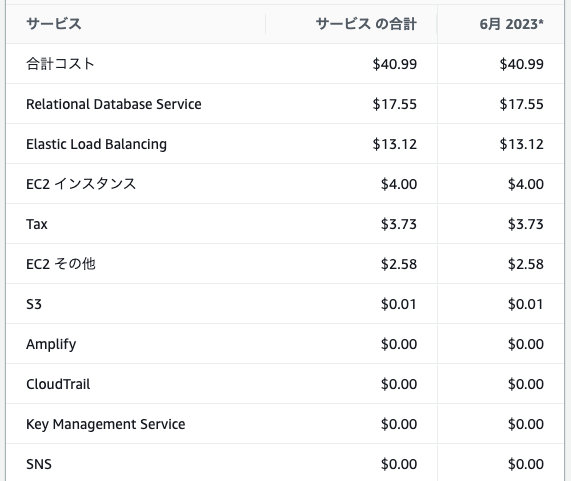 サービス サービス の合計 6月 2023*
合計コスト $40.99 $40.99
Relational Database Service $17.55 $17.55
Elastic Load Balancing $13.12 $13.12
EC2 インスタンス $4.00 $4.00
Tax $3.73 $3.73
EC2 その他 $2.58 $2.58
S3 $0.01 $0.01
Amplify $0.00 $0.00
CloudTrail $0.00 $0.00
Key Management Service $0.00 $0.00
SNS $0.00 $0.00